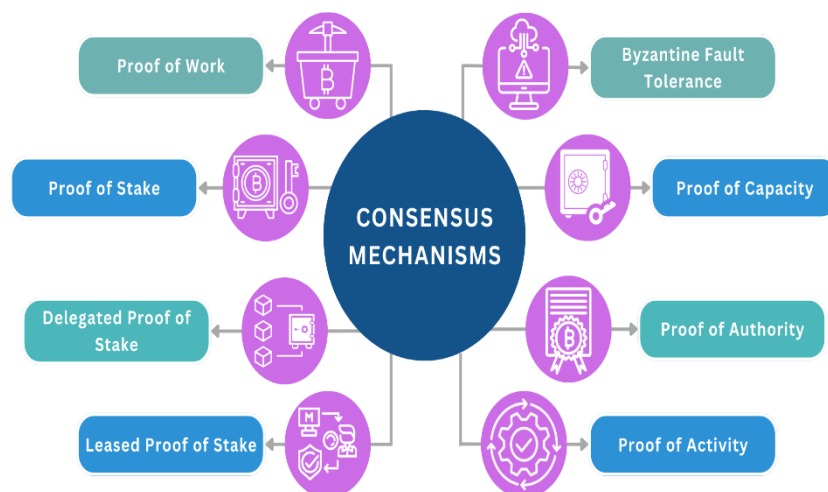 Proof of Work
Byzantine Fault
Tolerance
Proof of Stake
Proof of Capacity
CONSENSUS
MECHANISMS
Delegated Proof of
Stake
Proof of Authority
Leased Proof of Stake
Proof of Activity
B
B
B
M